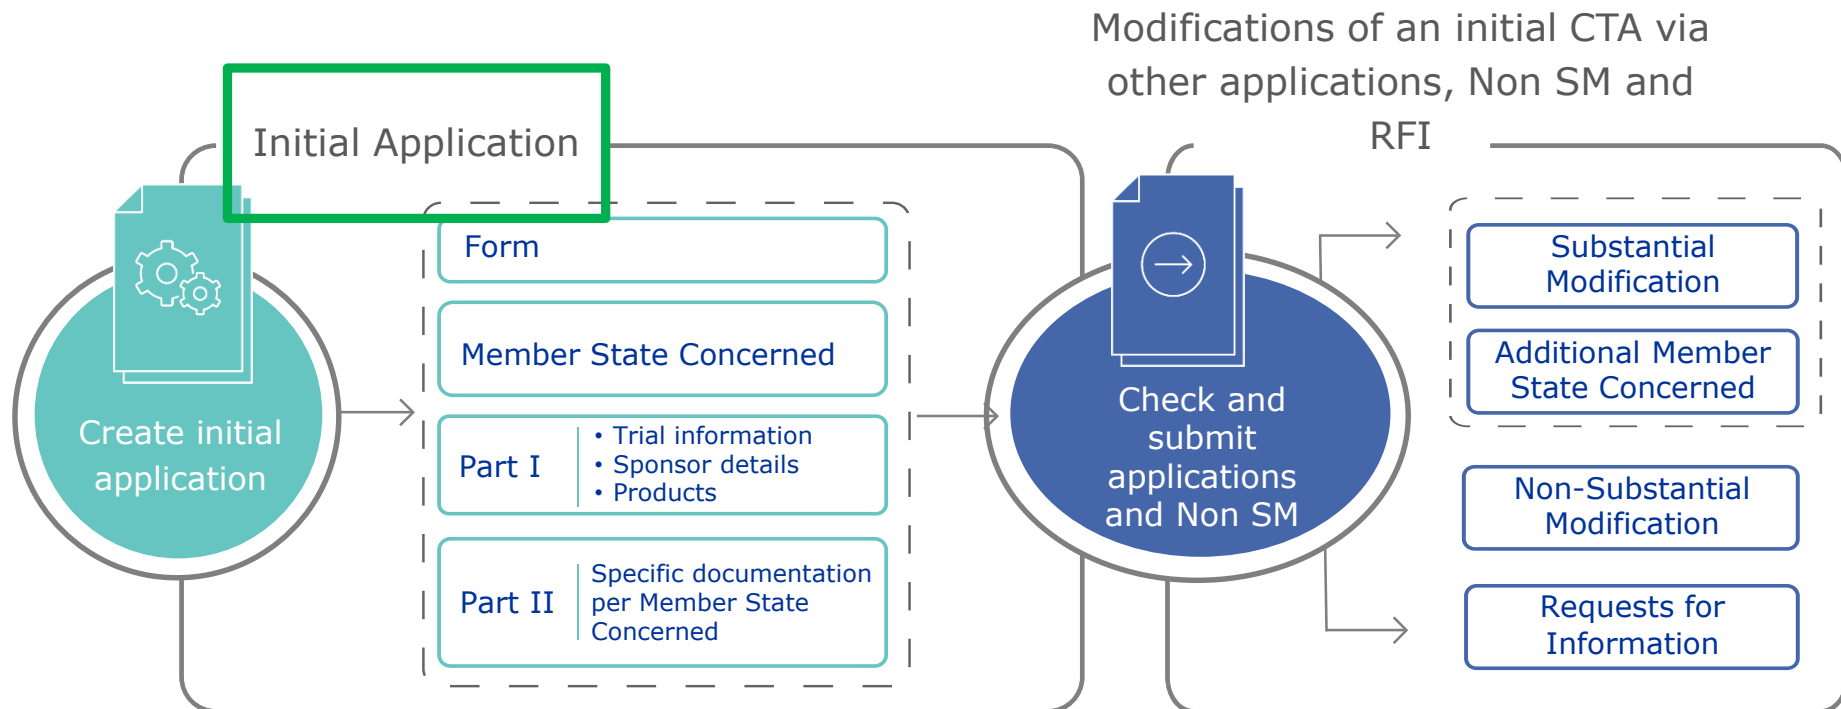 Initial Application
Create initial
application
Form
Member State Concerned
Part I
• Trial information
• Sponsor details
• Products
Part II
Specific documentation
per Member State
Concerned
Modifications of an initial CTA via
other applications, Non SM and
RFI
Check and
submit
applications
and Non SM
Substantial
Modification
Additional Member
State Concerned
Non-Substantial
Modification
Requests for
Information